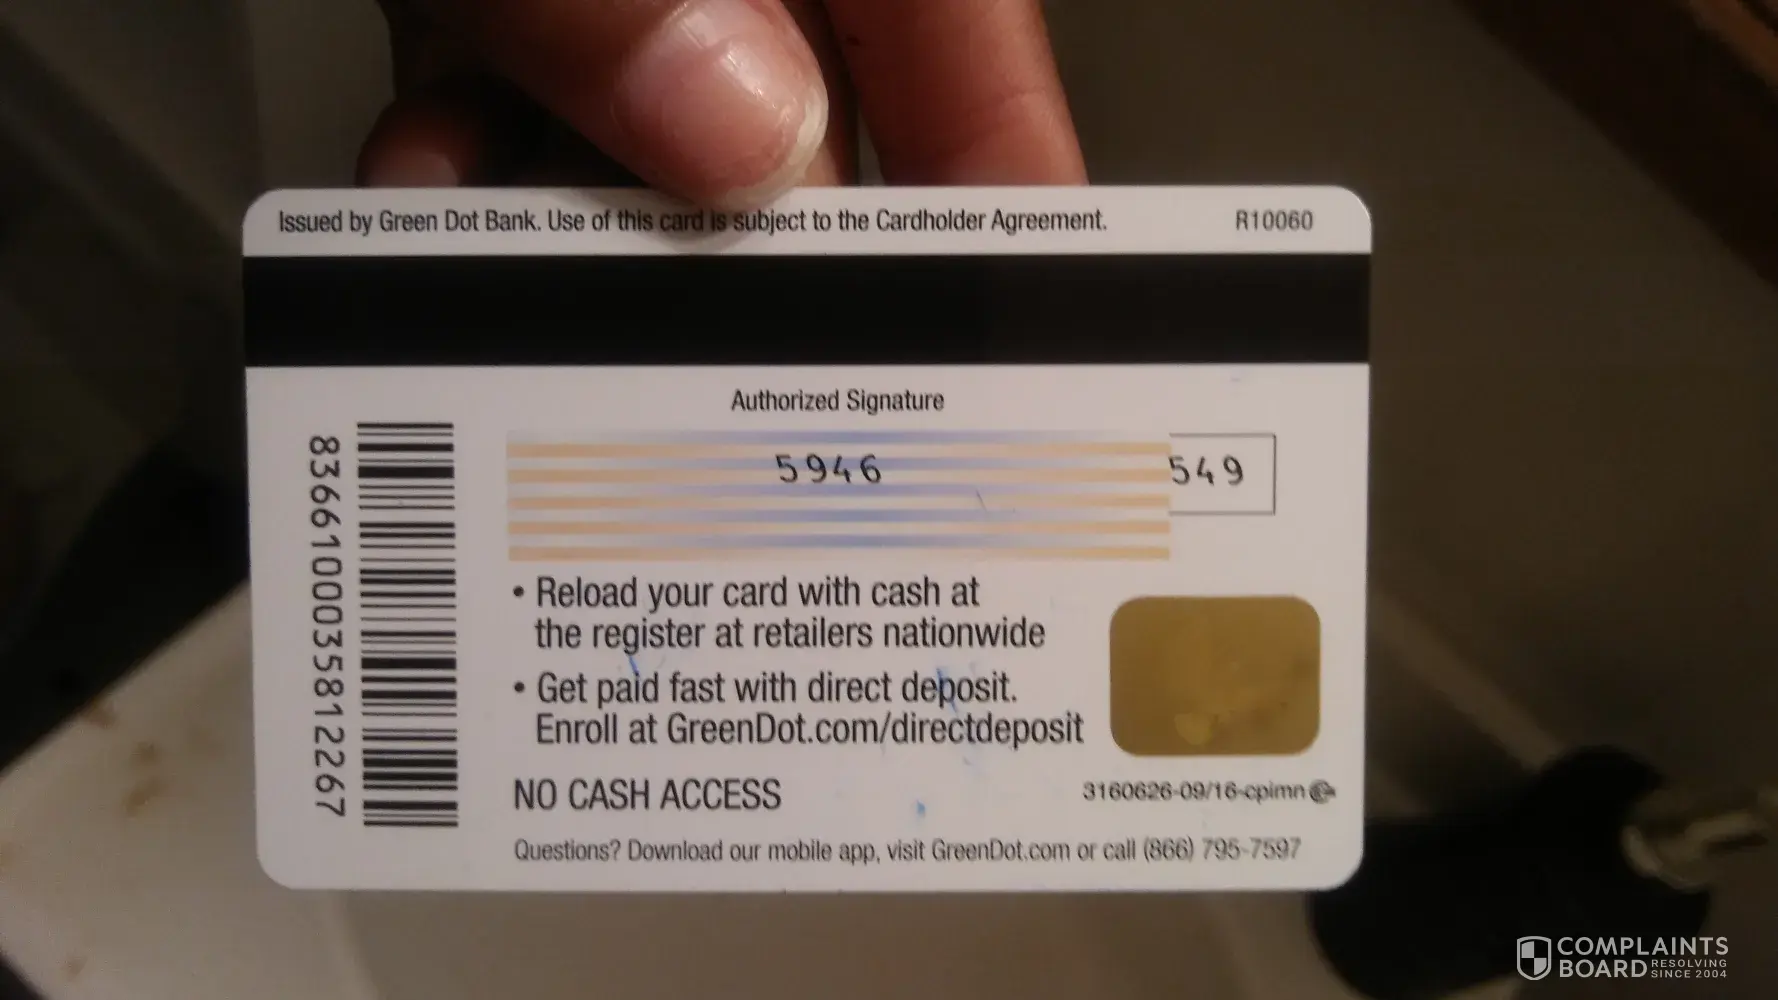 Issued by Green Dot Bank. Use of this card is subject to the Cardholder Agreement. R10060
Authorized Signature
5946 549
8366100035812267
• Reload your card with cash at
the register at retailers nationwide
• Get paid fast with direct deposit.
Enroll at GreenDot.com/directdeposit
NO CASH ACCESS
3160626-09/16-cpimn
Questions? Download our mobile app, visit GreenDot.com or call (866) 795-7597
COMPLAINTS
BOARD RESOLVING
SINCE 2004